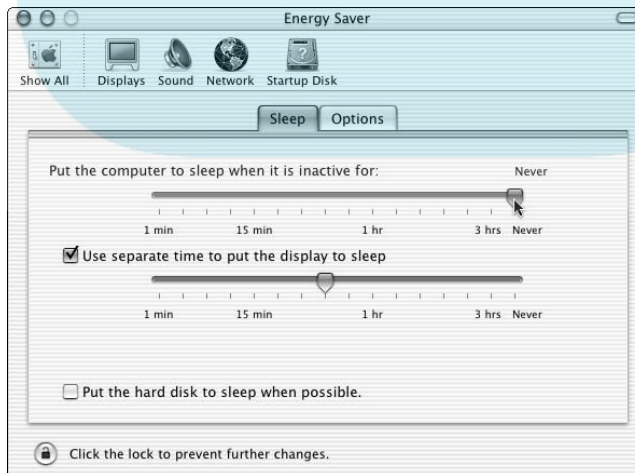 Energy Saver
Show All Displays Sound Network Startup Disk
Sleep Options
Put the computer to sleep when it is inactive for: Never
1 min 15 min 1 hr 3 hrs Never
Use separate time to put the display to sleep
1 min 15 min 1 hr 3 hrs Never
Put the hard disk to sleep when possible.
Click the lock to prevent further changes.